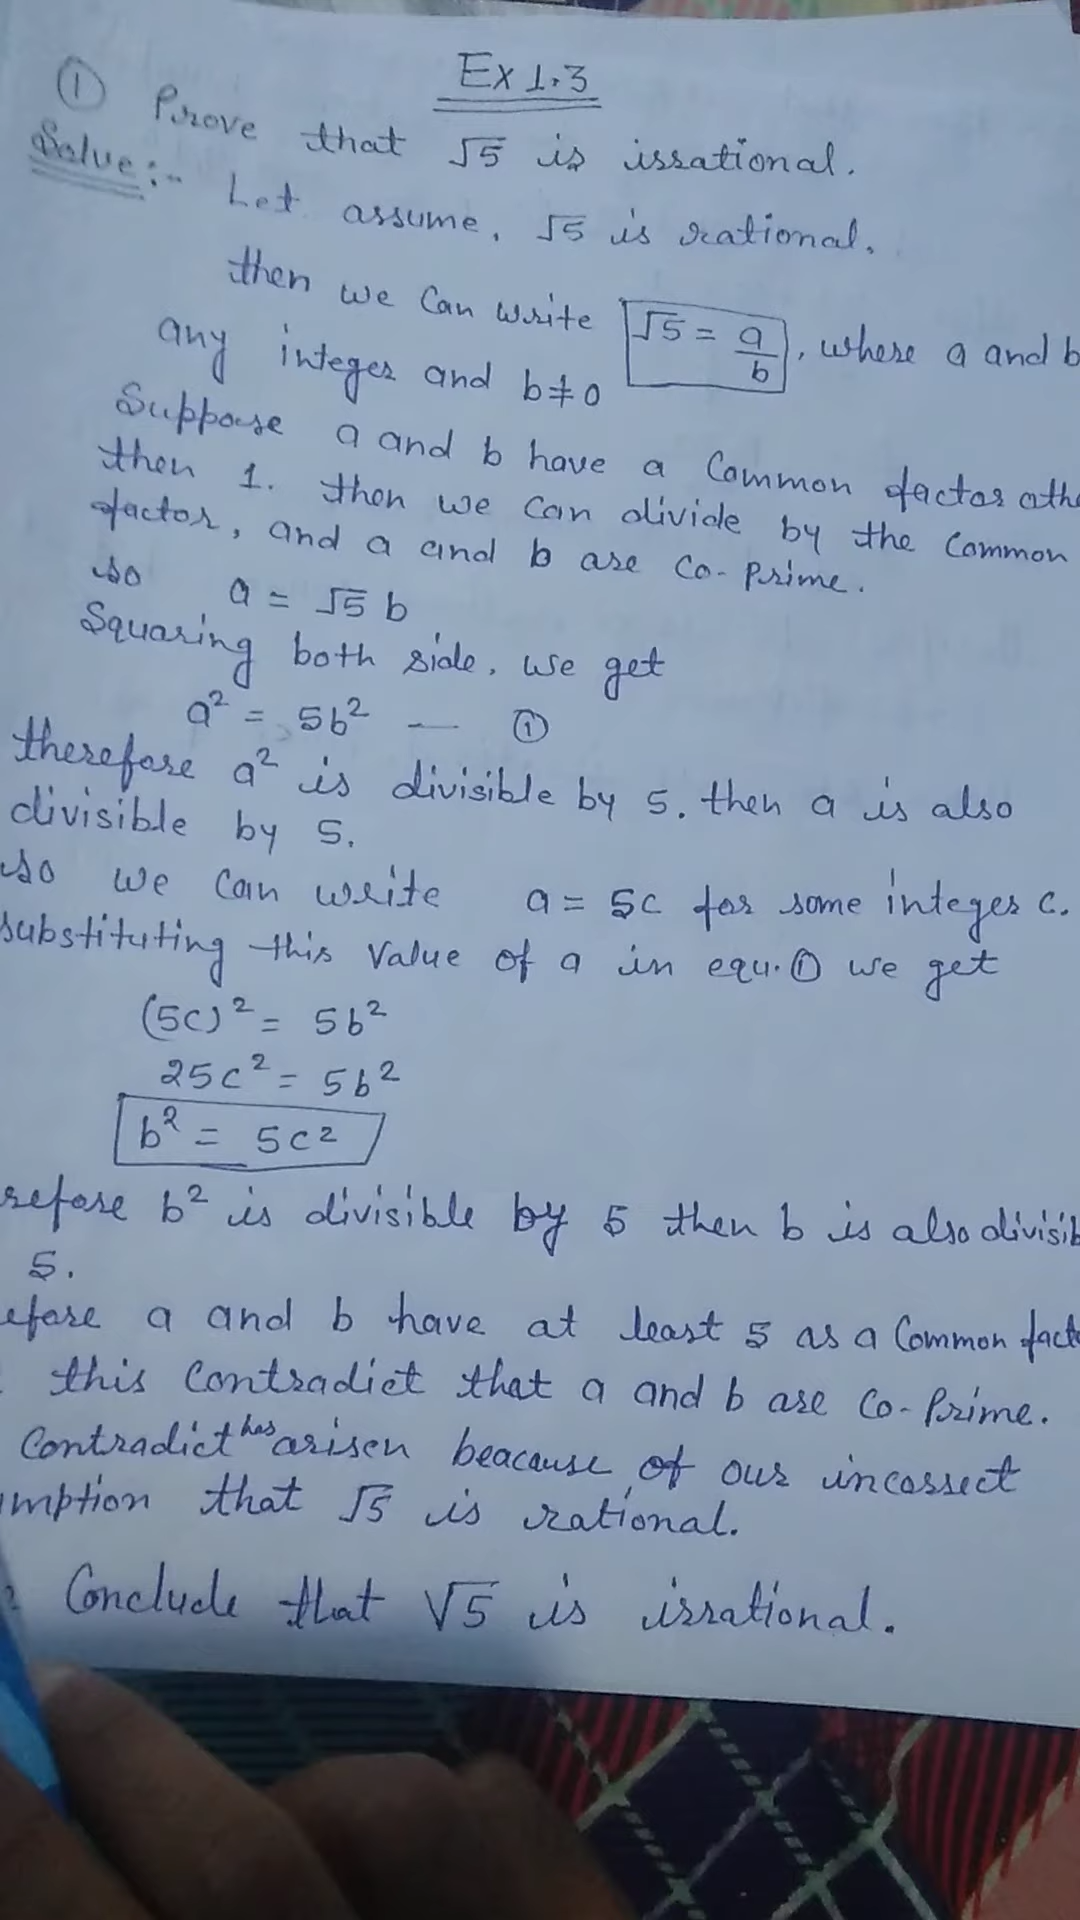 Ex 1.3
① Prove that √5 is irrational.
Solve:- Let assume, √5 is rational.
then we can write √5 = a/b, where a and b
any integer and b≠0
Suppose a and b have a common factor othe
then 1. then we can divide by the common
factor, and a and b are co-prime.
so a = √5 b
Squaring both side, we get
a² = 5b² — ①
therefore a² is divisible by 5. then a is also
divisible by 5.
so we can write a = 5c for some integer c.
substituting this value of a in equ.① we get
(5c)² = 5b²
25c² = 5b²
b² = 5c²
refore b² is divisible by 5 then b is also divisib
5.
efore a and b have at least 5 as a common fact
this contradict that a and b are co-prime.
contradict has arisen beacause of our incorrect
umption that √5 is rational.
Conclude that √5 is irrational.